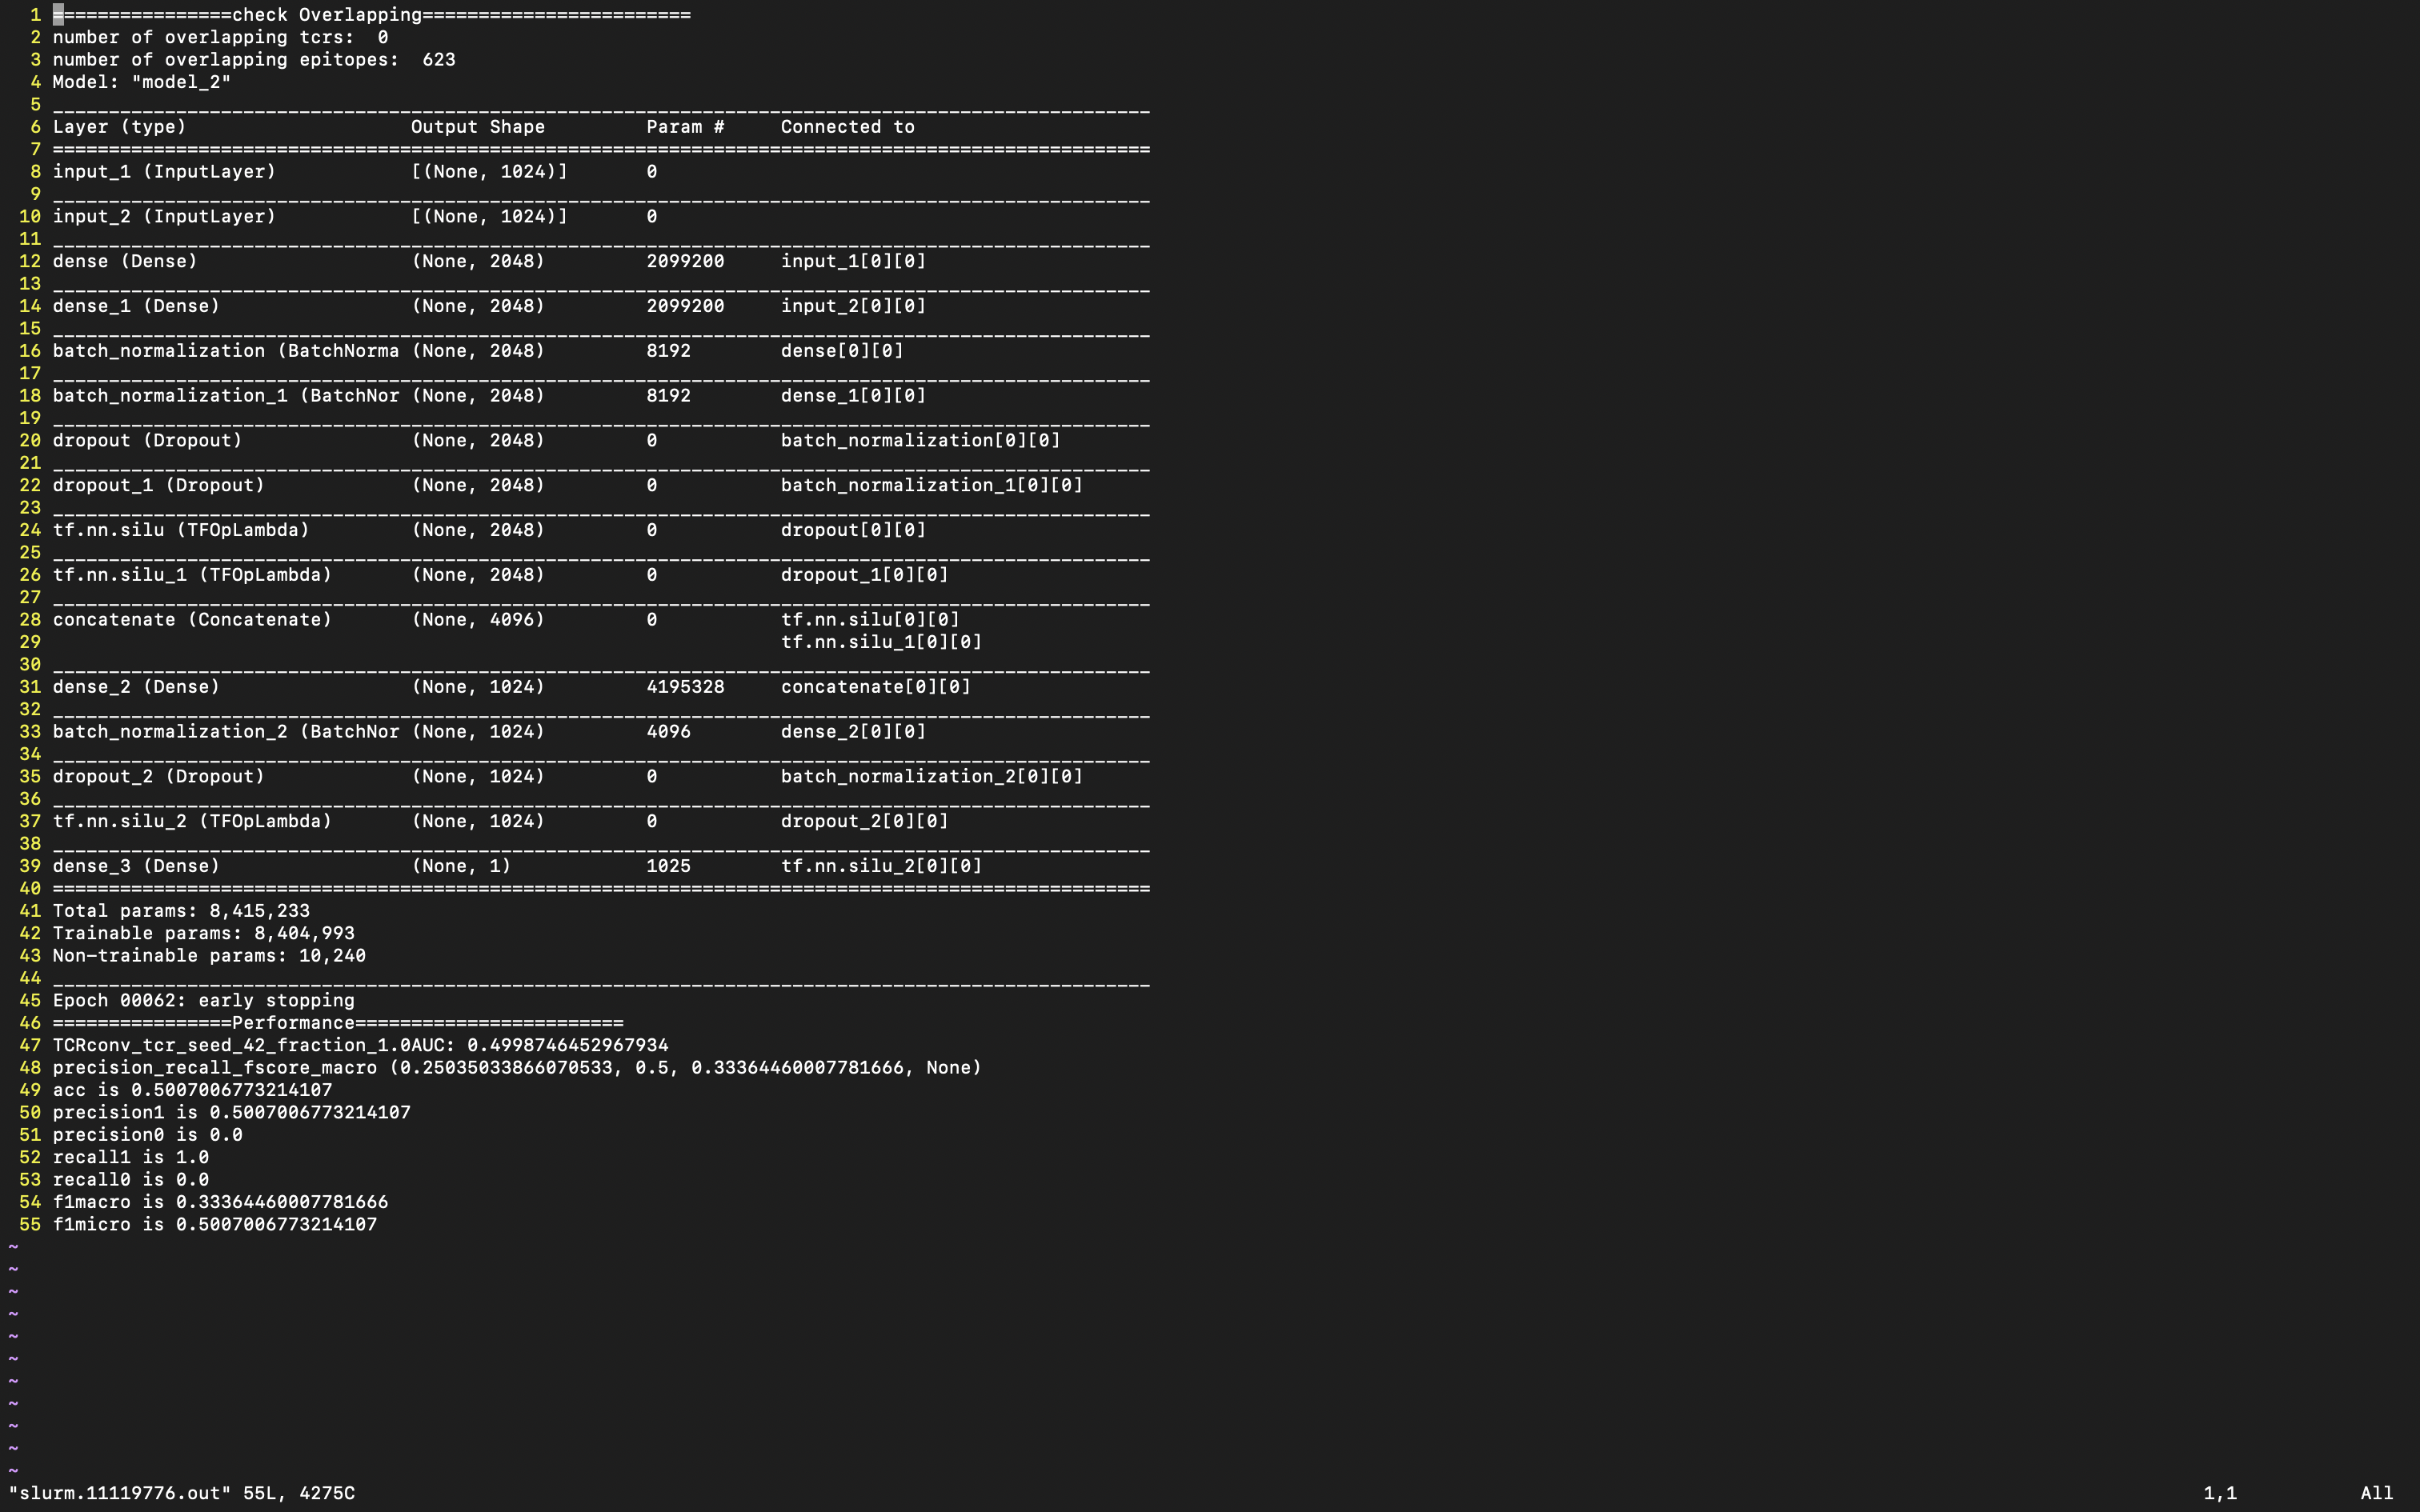 1 ================check Overlapping========================
2 number of overlapping tcrs:  0
3 number of overlapping epitopes:  623
4 Model: "model_2"
5 __________________________________________________________________________________________________
6 Layer (type)                    Output Shape         Param #     Connected to
7 ==================================================================================================
8 input_1 (InputLayer)            [(None, 1024)]       0
9 __________________________________________________________________________________________________
10 input_2 (InputLayer)            [(None, 1024)]       0
11 __________________________________________________________________________________________________
12 dense (Dense)                   (None, 2048)         2099200     input_1[0][0]
13 __________________________________________________________________________________________________
14 dense_1 (Dense)                 (None, 2048)         2099200     input_2[0][0]
15 __________________________________________________________________________________________________
16 batch_normalization (BatchNorma (None, 2048)         8192        dense[0][0]
17 __________________________________________________________________________________________________
18 batch_normalization_1 (BatchNor (None, 2048)         8192        dense_1[0][0]
19 __________________________________________________________________________________________________
20 dropout (Dropout)               (None, 2048)         0           batch_normalization[0][0]
21 __________________________________________________________________________________________________
22 dropout_1 (Dropout)             (None, 2048)         0           batch_normalization_1[0][0]
23 __________________________________________________________________________________________________
24 tf.nn.silu (TFOpLambda)         (None, 2048)         0           dropout[0][0]
25 __________________________________________________________________________________________________
26 tf.nn.silu_1 (TFOpLambda)       (None, 2048)         0           dropout_1[0][0]
27 __________________________________________________________________________________________________
28 concatenate (Concatenate)       (None, 4096)         0           tf.nn.silu[0][0]
29                                                                  tf.nn.silu_1[0][0]
30 __________________________________________________________________________________________________
31 dense_2 (Dense)                 (None, 1024)         4195328     concatenate[0][0]
32 __________________________________________________________________________________________________
33 batch_normalization_2 (BatchNor (None, 1024)         4096        dense_2[0][0]
34 __________________________________________________________________________________________________
35 dropout_2 (Dropout)             (None, 1024)         0           batch_normalization_2[0][0]
36 __________________________________________________________________________________________________
37 tf.nn.silu_2 (TFOpLambda)       (None, 1024)         0           dropout_2[0][0]
38 __________________________________________________________________________________________________
39 dense_3 (Dense)                 (None, 1)            1025        tf.nn.silu_2[0][0]
40 ==================================================================================================
41 Total params: 8,415,233
42 Trainable params: 8,404,993
43 Non-trainable params: 10,240
44 __________________________________________________________________________________________________
45 Epoch 00062: early stopping
46 ================Performance========================
47 TCRconv_tcr_seed_42_fraction_1.0AUC: 0.4998746452967934
48 precision_recall_fscore_macro (0.25035033866070533, 0.5, 0.33364460007781666, None)
49 acc is 0.5007006773214107
50 precision1 is 0.5007006773214107
51 precision0 is 0.0
52 recall1 is 1.0
53 recall0 is 0.0
54 f1macro is 0.33364460007781666
55 f1micro is 0.5007006773214107
~
~
~
~
~
~
~
~
~
~
~
"slurm.11119776.out" 55L, 4275C                    1,1           All